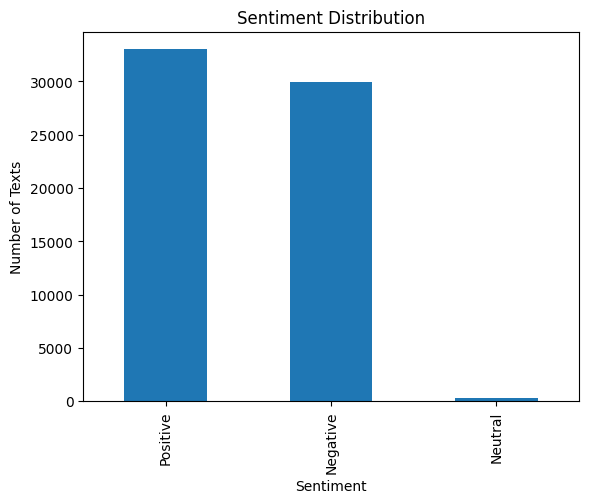 Sentiment Distribution
Number of Texts
30000
25000
20000
15000
10000
5000
0
Positive
Negative
Neutral
Sentiment